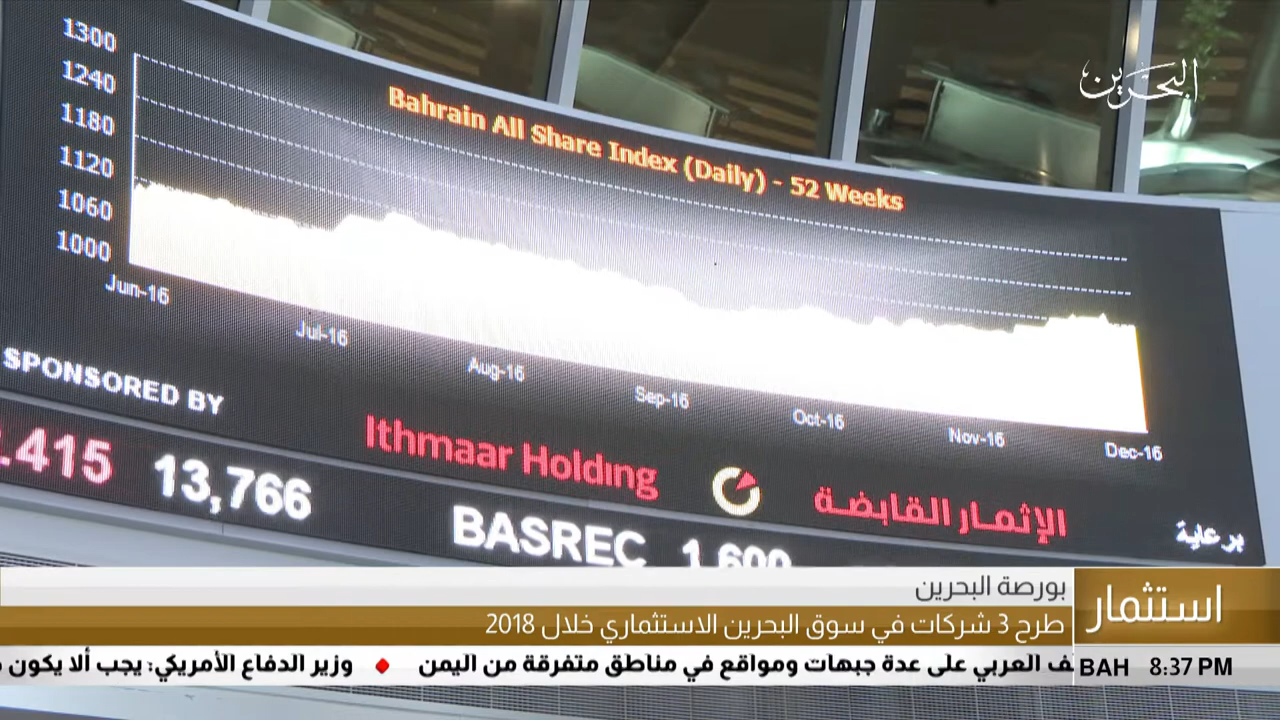 البحرين
Bahrain All Share Index (Daily) - 52 Weeks
1300
1240
1180
1120
1060
1000
Jun-16
Jul-16
Aug-16
Sep-16
Oct-16
Nov-16
Dec-16
SPONSORED BY
Ithmaar Holding
الإثمار القابضة
برعاية
.415 13,766 BASREC 1,600
بورصة البحرين
استثمار
طرح 3 شركات في سوق البحرين الاستثماري خلال 2018
العربي على عدة جبهات ومواقع في مناطق متفرقة من اليمن
وزير الدفاع الأمريكي: يجب ألا يكون
BAH 8:37 PM